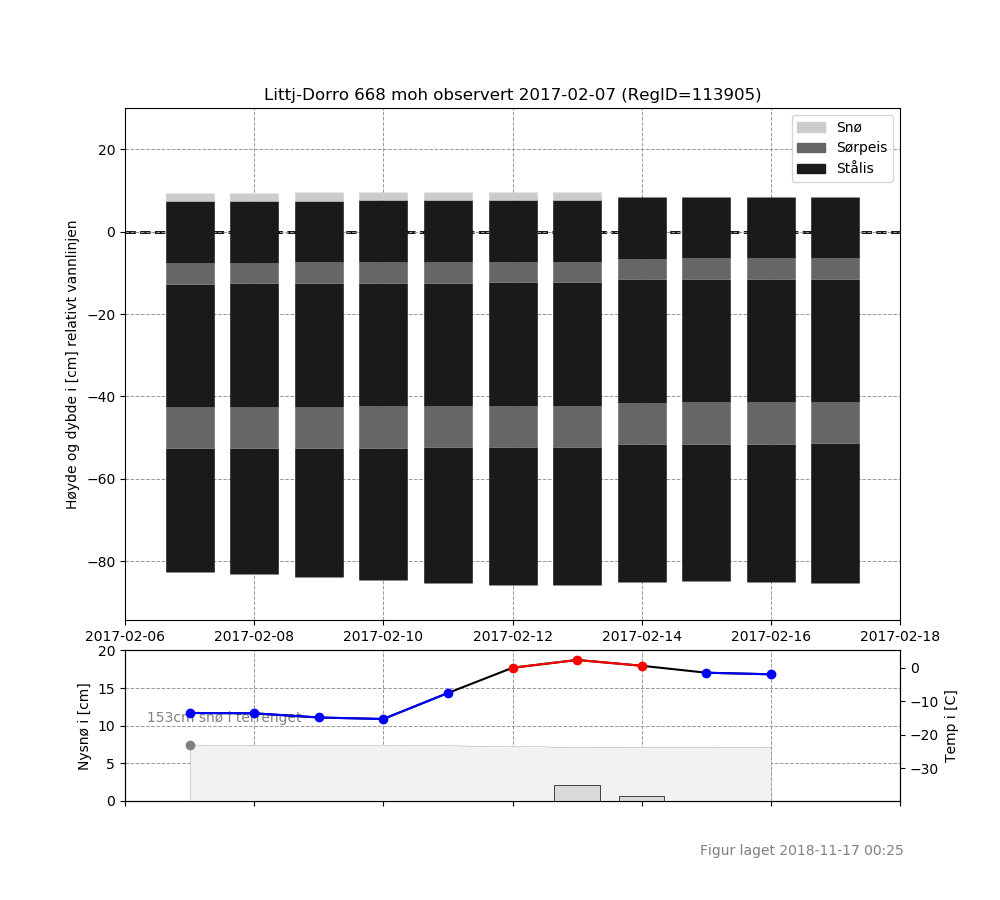 Littj-Dorro 668 moh observert 2017-02-07 (RegID=113905)
Snø
Sørpeis
Stålis
Høyde og dybde i [cm] relativt vannlinjen
20
0
−20
−40
−60
−80
2017-02-06 2017-02-08 2017-02-10 2017-02-12 2017-02-14 2017-02-16 2017-02-18
Nysnø i [cm]
20
15
10
5
0
153cm snø i terrenget
0
−10
−20
−30
Temp i [C]
Figur laget 2018-11-17 00:25